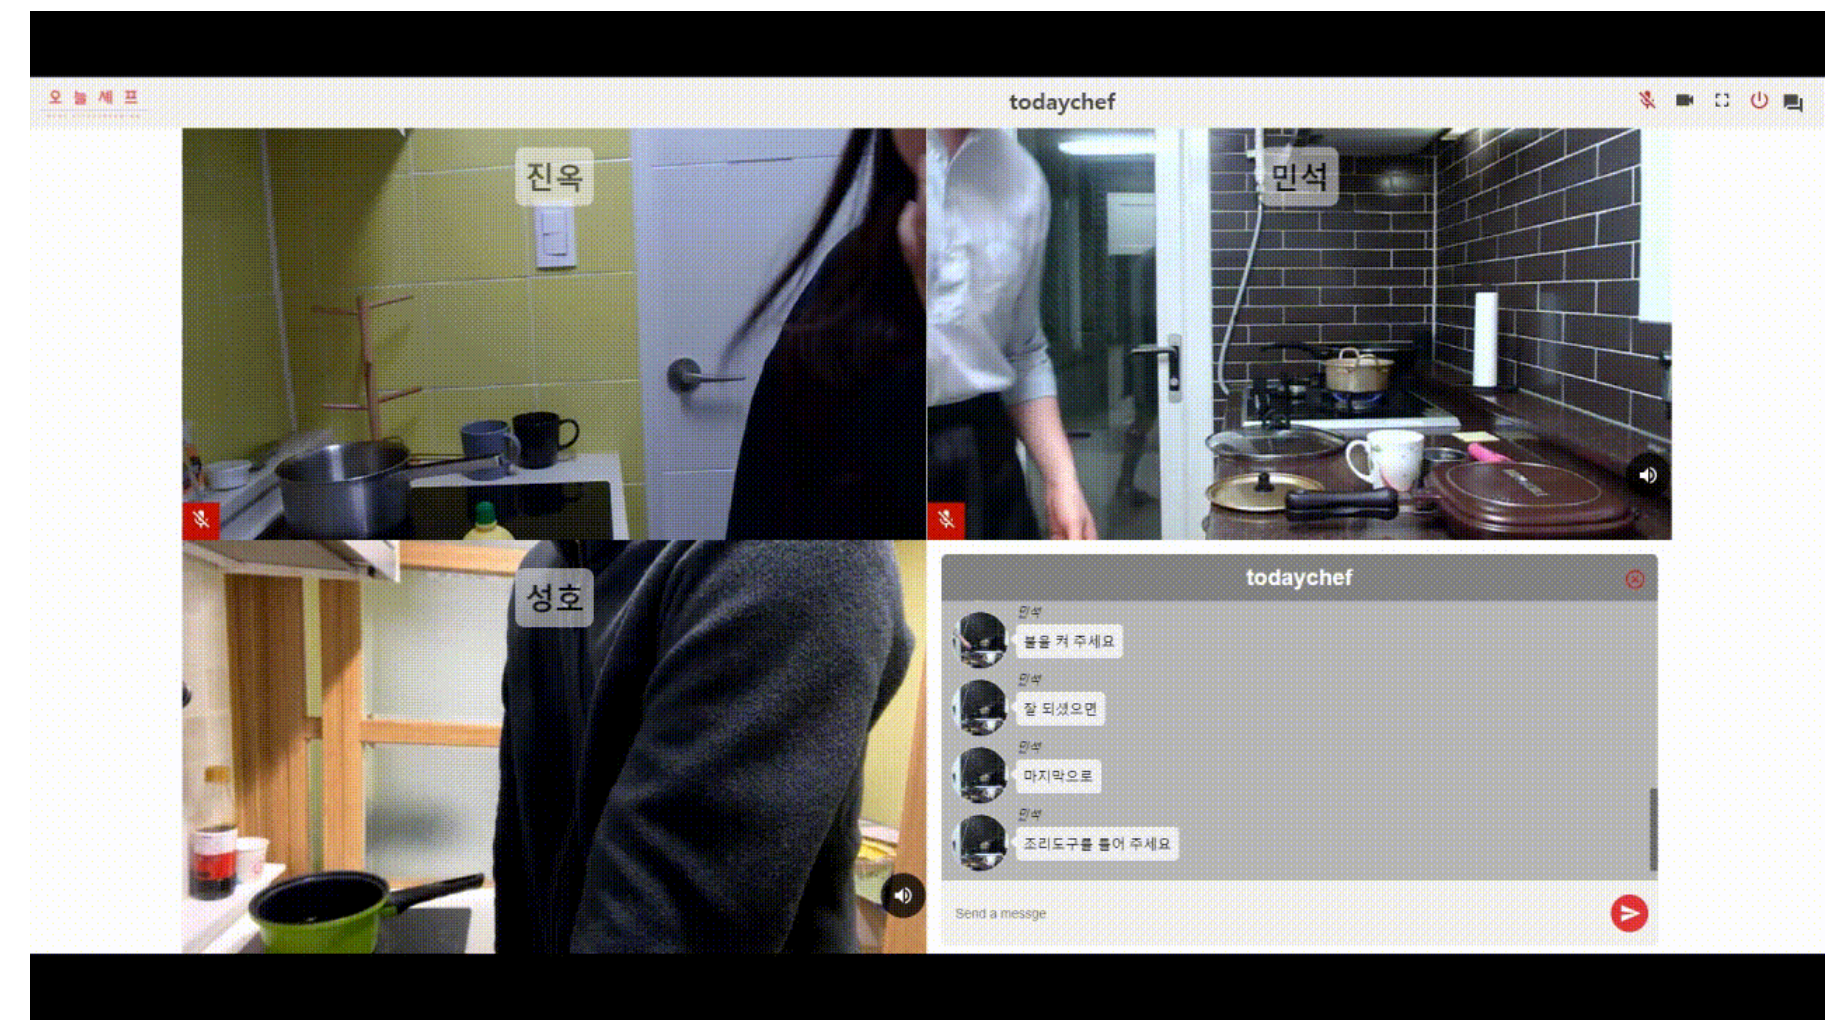 오늘셰프
todaychef
진옥
민석
성호
todaychef
민석
불을 켜 주세요
민석
잘 되셨으면
민석
마지막으로
민석
조리도구를 틀어 주세요
Send a messge